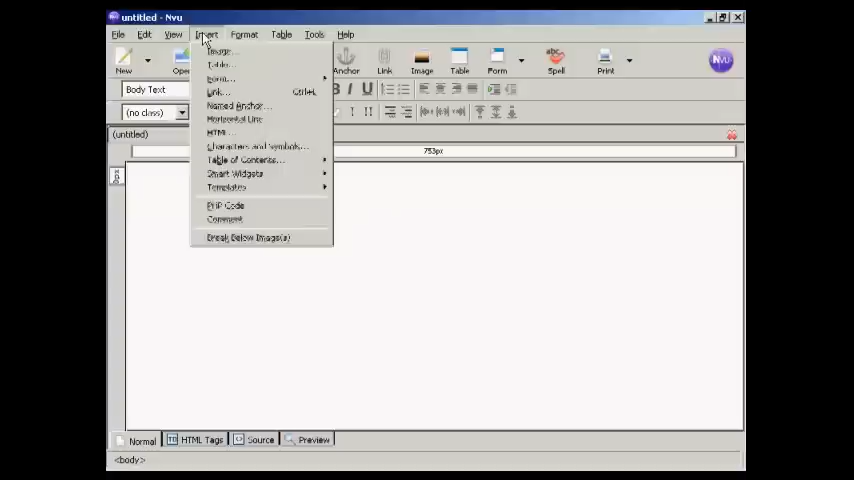 untitled - Nvu
File Edit View Insert Format Table Tools Help
New Open Anchor Link Image Table Form Spell Print NVU
Body Text B I U
(no class)
(untitled)
753px
0px
Image...
Table...
Form...
Link... Ctrl+L
Named Anchor...
Horizontal Line
HTML...
Characters and Symbols...
Table of Contents...
Smart Widgets
Templates
PHP Code
Comment
Break Below Image(s)
Normal HTML Tags Source Preview
<body>